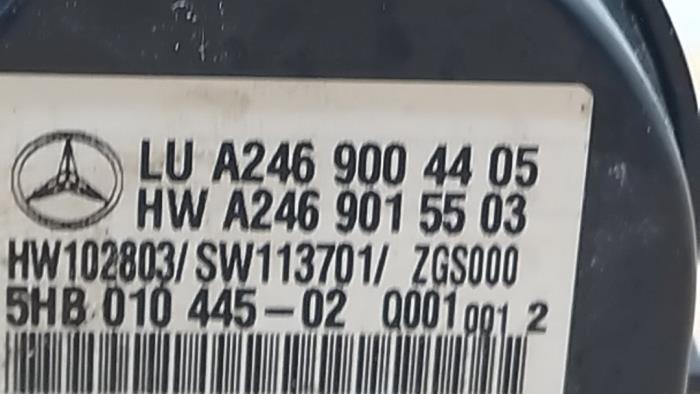 LU A246 900 44 05
HW A246 901 55 03
HW102803/ SW113701/ ZGS000
5HB 010 445-02 Q001 001 2